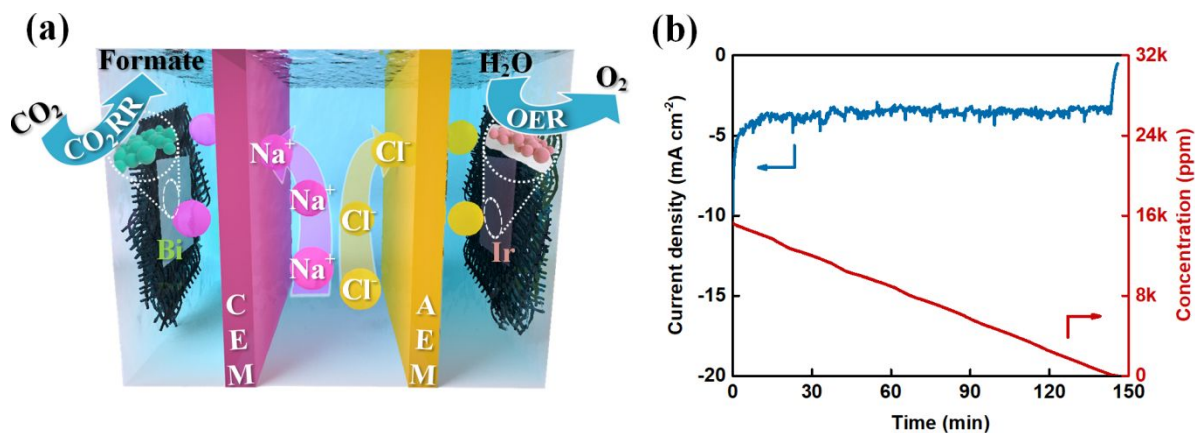 (a)
Formate
CO₂
CO₂RR
H₂O
O₂
OER
Na⁺
Cl⁻
Na⁺
Cl⁻
Na⁺
Cl⁻
Bi
Ir
CEM
AEM
(b)
0
-5
-10
-15
-20
Current density (mA cm⁻²)
32k
24k
16k
8k
0
Concentration (ppm)
0 30 60 90 120 150
Time (min)